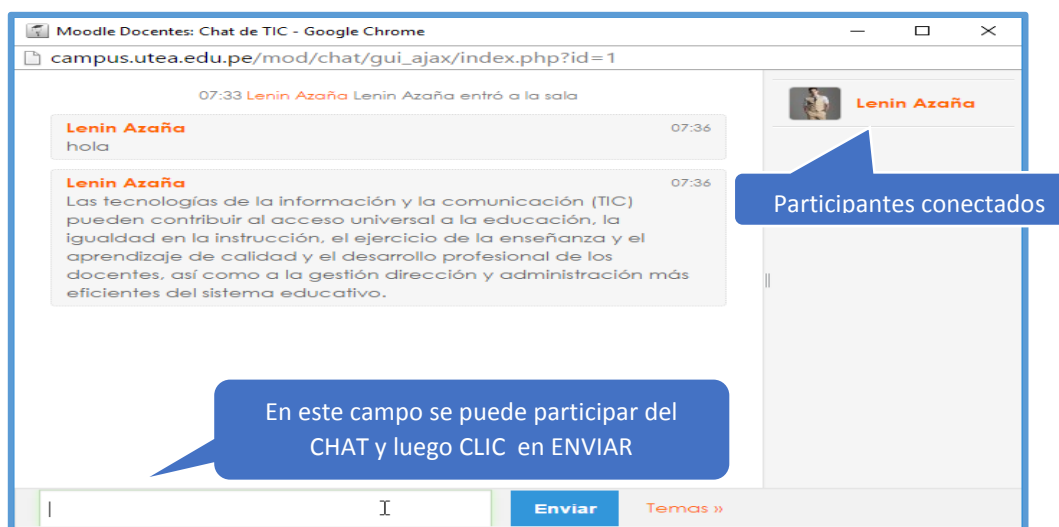 Moodle Docentes: Chat de TIC - Google Chrome
campus.utea.edu.pe/mod/chat/gui_ajax/index.php?id=1
07:33 Lenin Azaña Lenin Azaña entró a la sala
Lenin Azaña 07:36
hola
Lenin Azaña 07:36
Las tecnologías de la información y la comunicación (TIC)
pueden contribuir al acceso universal a la educación, la
igualdad en la instrucción, el ejercicio de la enseñanza y el
aprendizaje de calidad y el desarrollo profesional de los
docentes, así como a la gestión dirección y administración más
eficientes del sistema educativo.
Lenin Azaña
Participantes conectados
En este campo se puede participar del
CHAT y luego CLIC en ENVIAR
Enviar Temas »